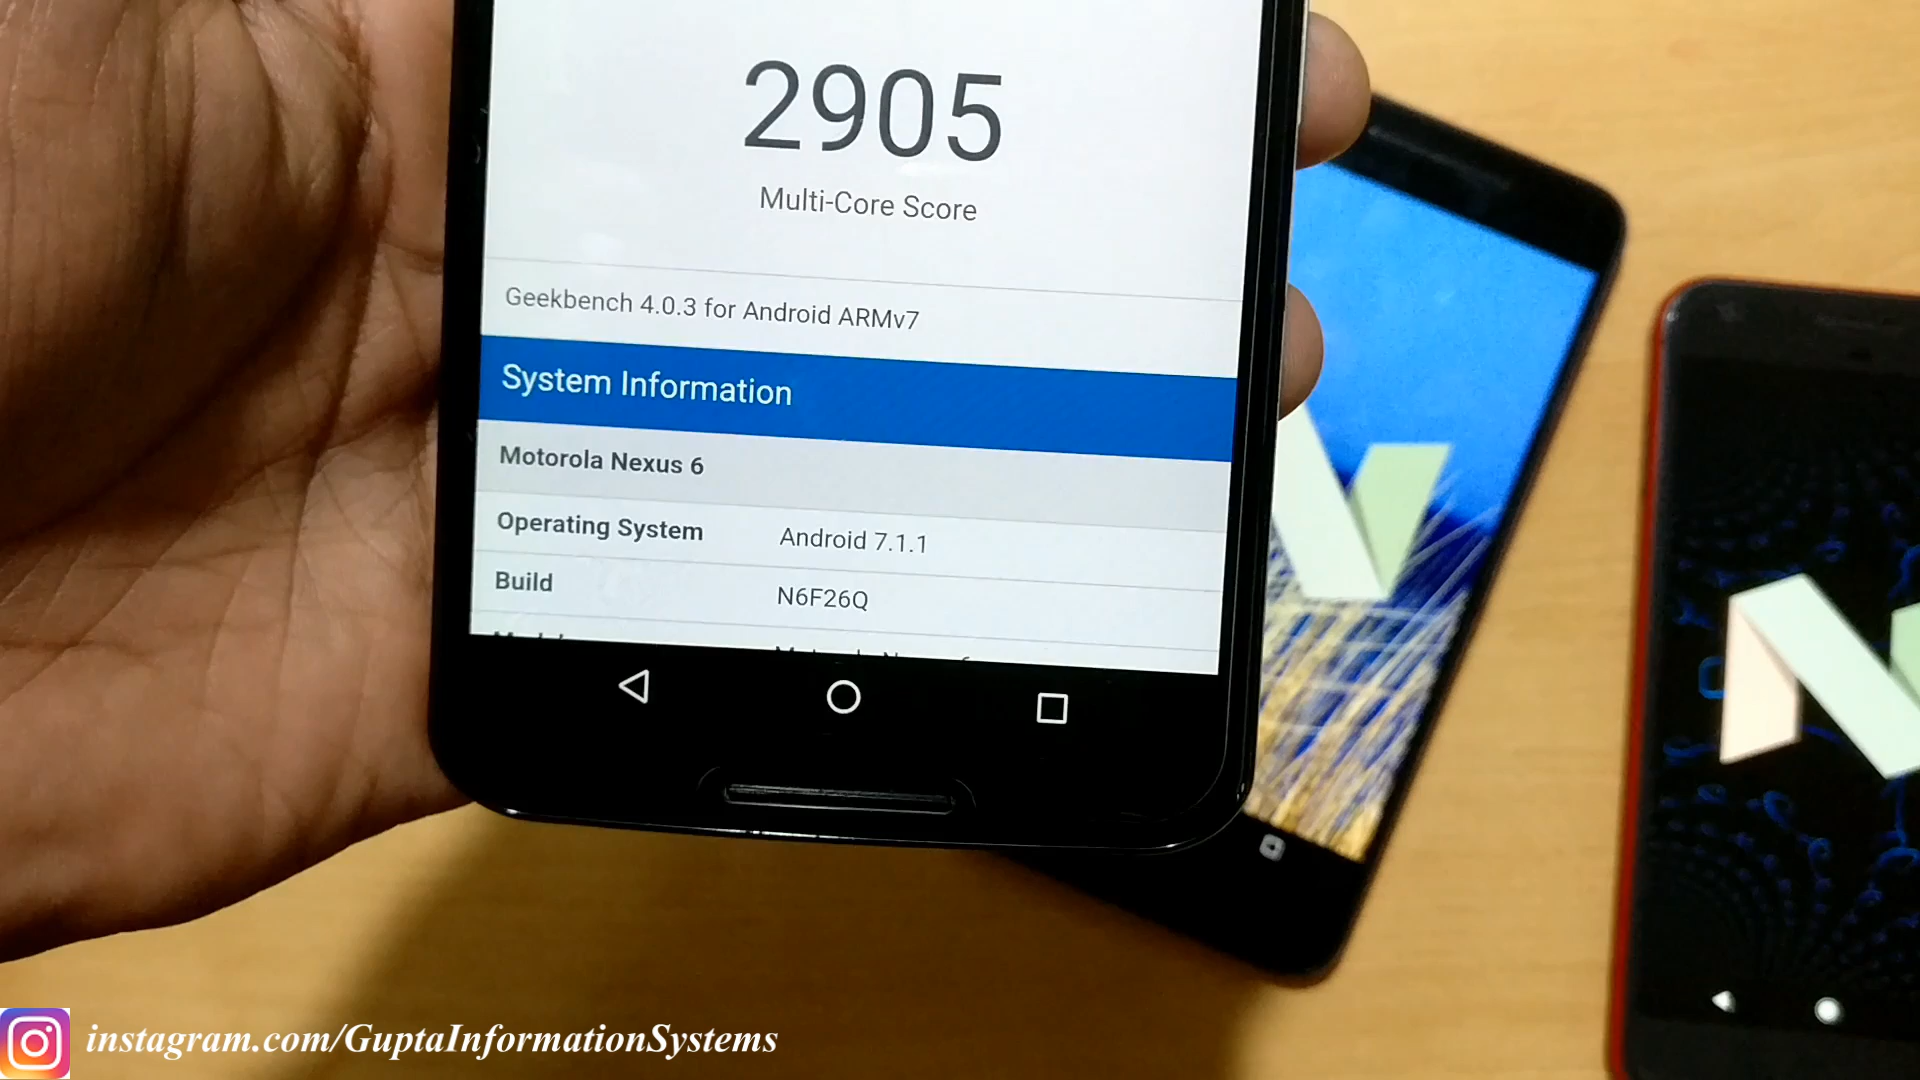 2905
Multi-Core Score
Geekbench 4.0.3 for Android ARMv7
System Information
Motorola Nexus 6
Operating System Android 7.1.1
Build N6F26Q
instagram.com/GuptaInformationSystems